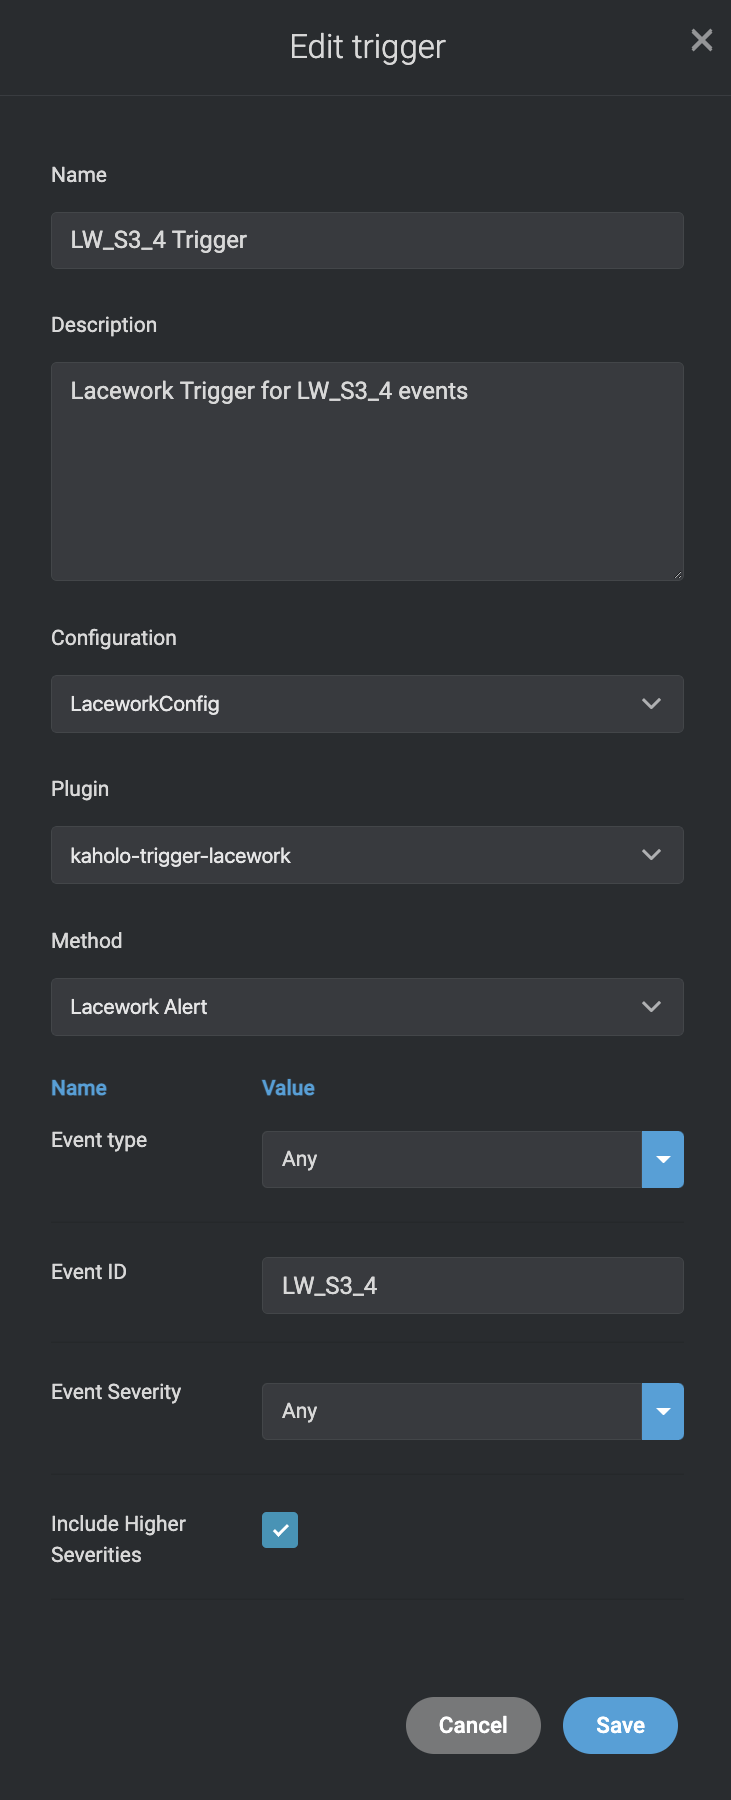 Edit trigger
Name
LW_S3_4 Trigger
Description
Lacework Trigger for LW_S3_4 events
Configuration
LaceworkConfig
Plugin
kaholo-trigger-lacework
Method
Lacework Alert
Name Value
Event type Any
Event ID LW_S3_4
Event Severity Any
Include Higher
Severities
Cancel Save